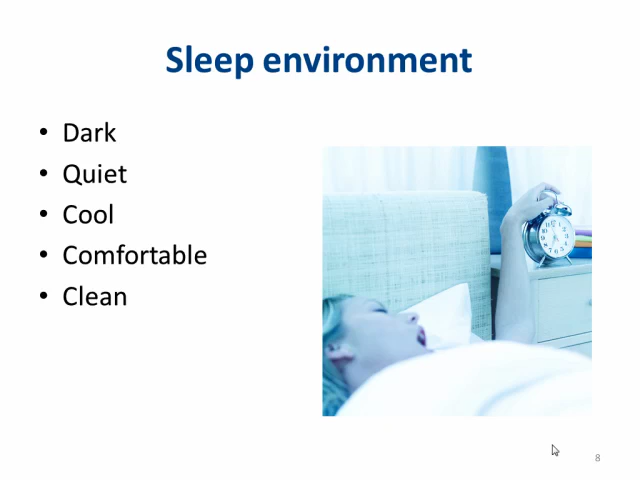 Sleep environment
• Dark
• Quiet
• Cool
• Comfortable
• Clean
8